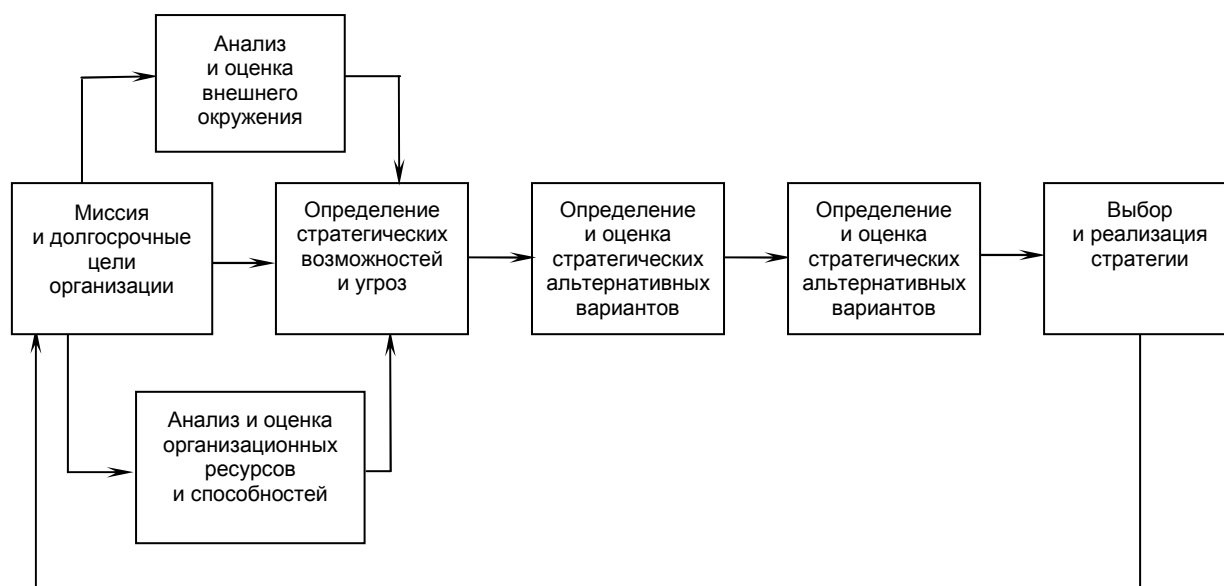 Анализ
и оценка
внешнего
окружения
Миссия
и долгосрочные
цели
организации
Определение
стратегических
возможностей
и угроз
Определение
и оценка
стратегических
альтернативных
вариантов
Определение
и оценка
стратегических
альтернативных
вариантов
Выбор
и реализация
стратегии
Анализ и оценка
организационных
ресурсов
и способностей